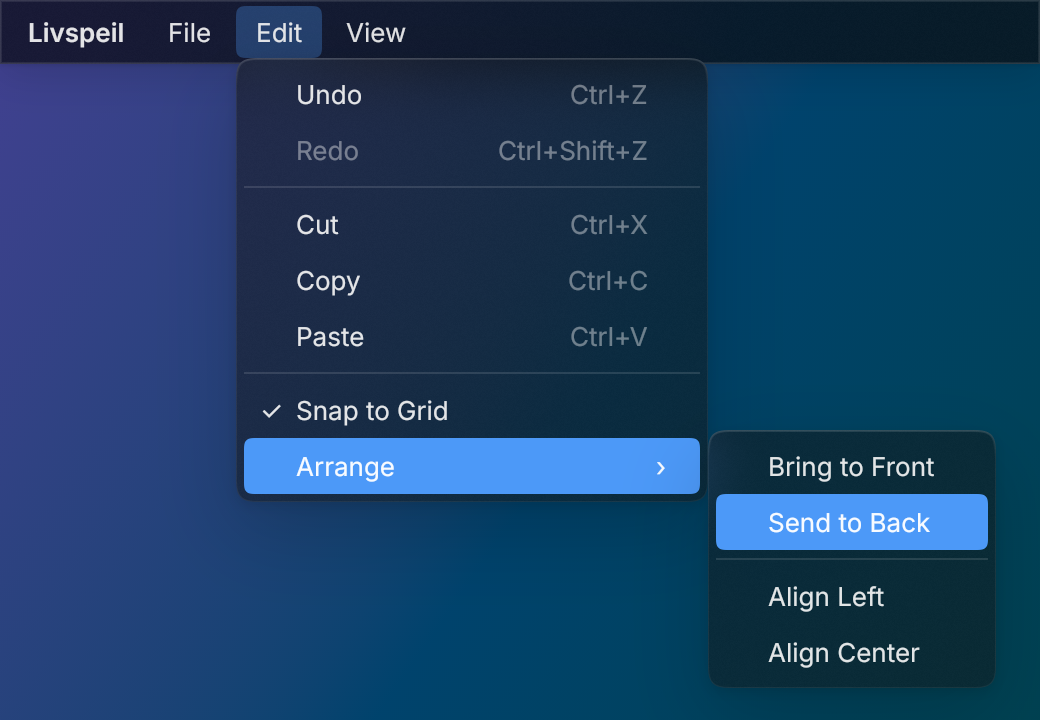 Livspeil File Edit View
Undo Ctrl+Z
Redo Ctrl+Shift+Z
Cut Ctrl+X
Copy Ctrl+C
Paste Ctrl+V
Snap to Grid
Arrange
Bring to Front
Send to Back
Align Left
Align Center